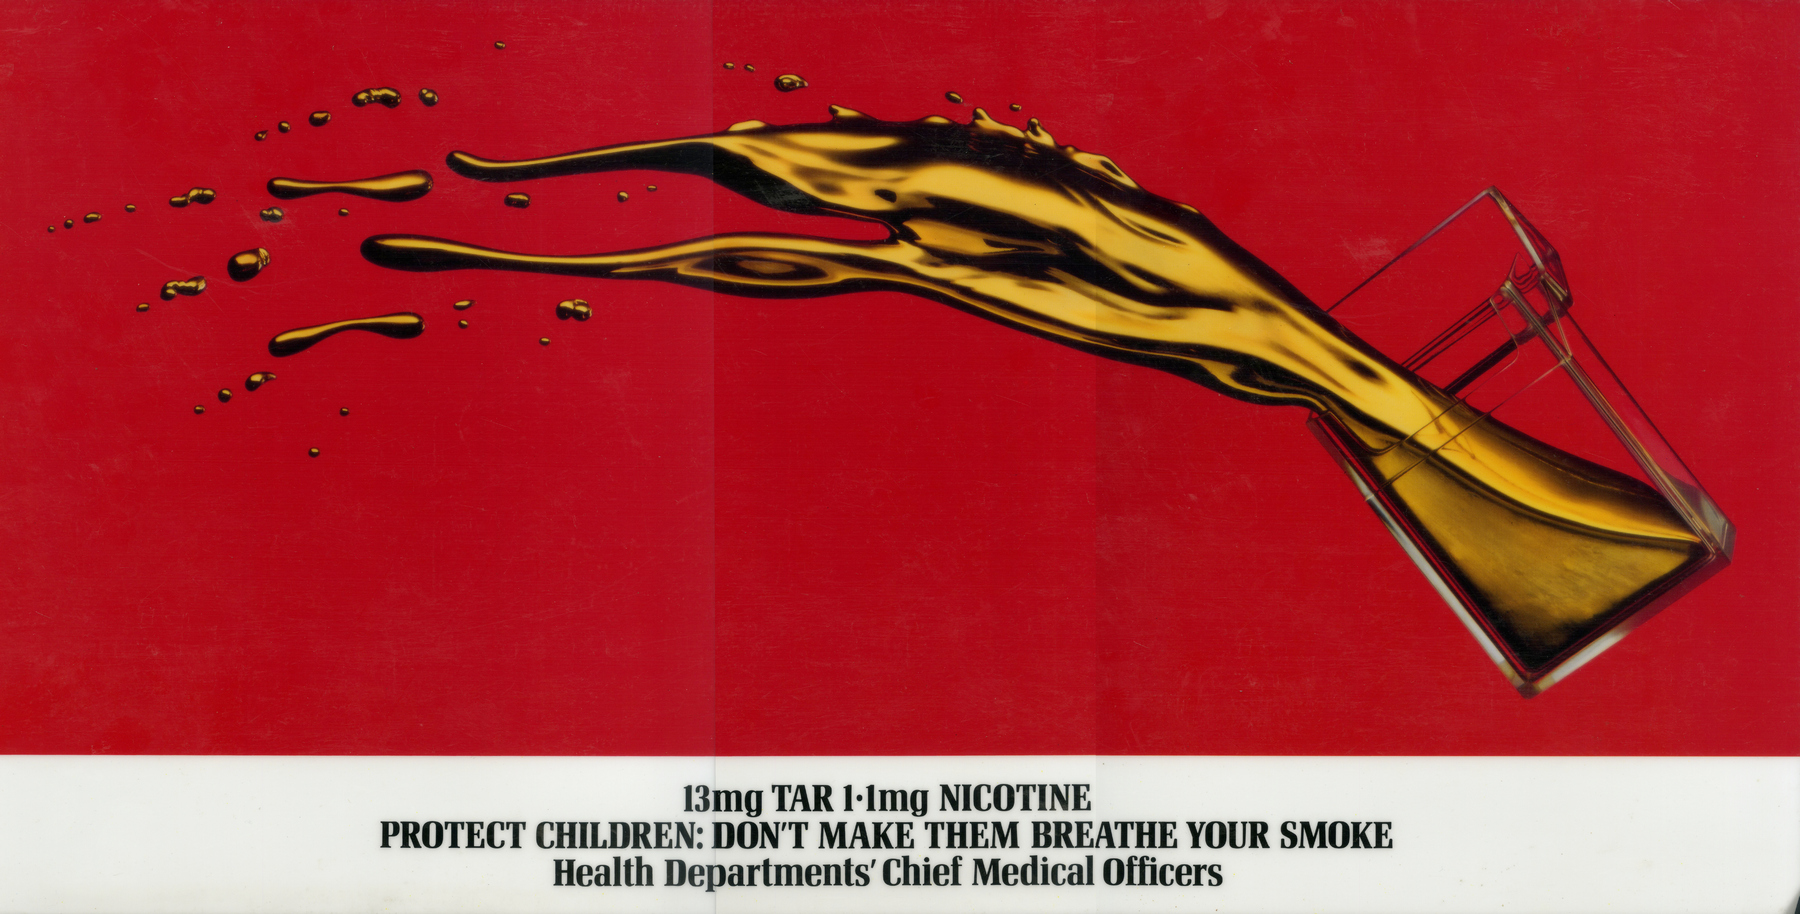 13mg TAR 1·1mg NICOTINE
PROTECT CHILDREN: DON'T MAKE THEM BREATHE YOUR SMOKE
Health Departments' Chief Medical Officers